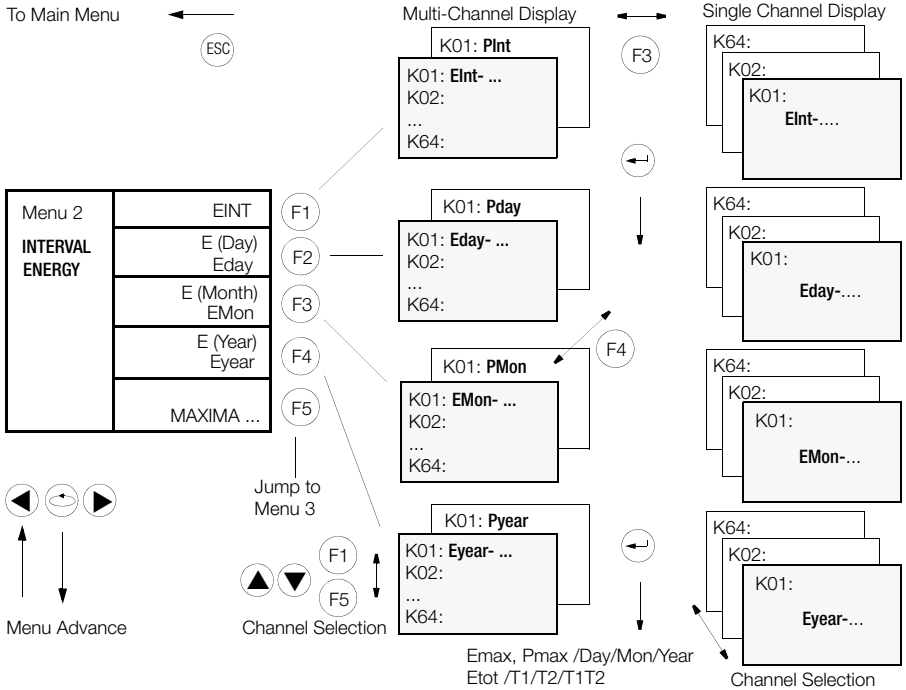 To Main Menu
ESC
Multi-Channel Display
Single Channel Display
F3
K01: PInt
K01: EInt- ...
K02:
...
K64:
K64:
K02:
K01:
EInt-....
Menu 2
INTERVAL
ENERGY
EINT
E (Day)
Eday
E (Month)
EMon
E (Year)
Eyear
MAXIMA ...
F1
F2
F3
F4
F5
K01: Pday
K01: Eday- ...
K02:
...
K64:
K64:
K02:
K01:
Eday-....
F4
K01: PMon
K01: EMon- ...
K02:
...
K64:
K64:
K02:
K01:
EMon-...
Jump to
Menu 3
K01: Pyear
K01: Eyear- ...
K02:
...
K64:
K64:
K02:
K01:
Eyear-...
F1
F5
Menu Advance
Channel Selection
Emax, Pmax /Day/Mon/Year
Etot /T1/T2/T1T2
Channel Selection